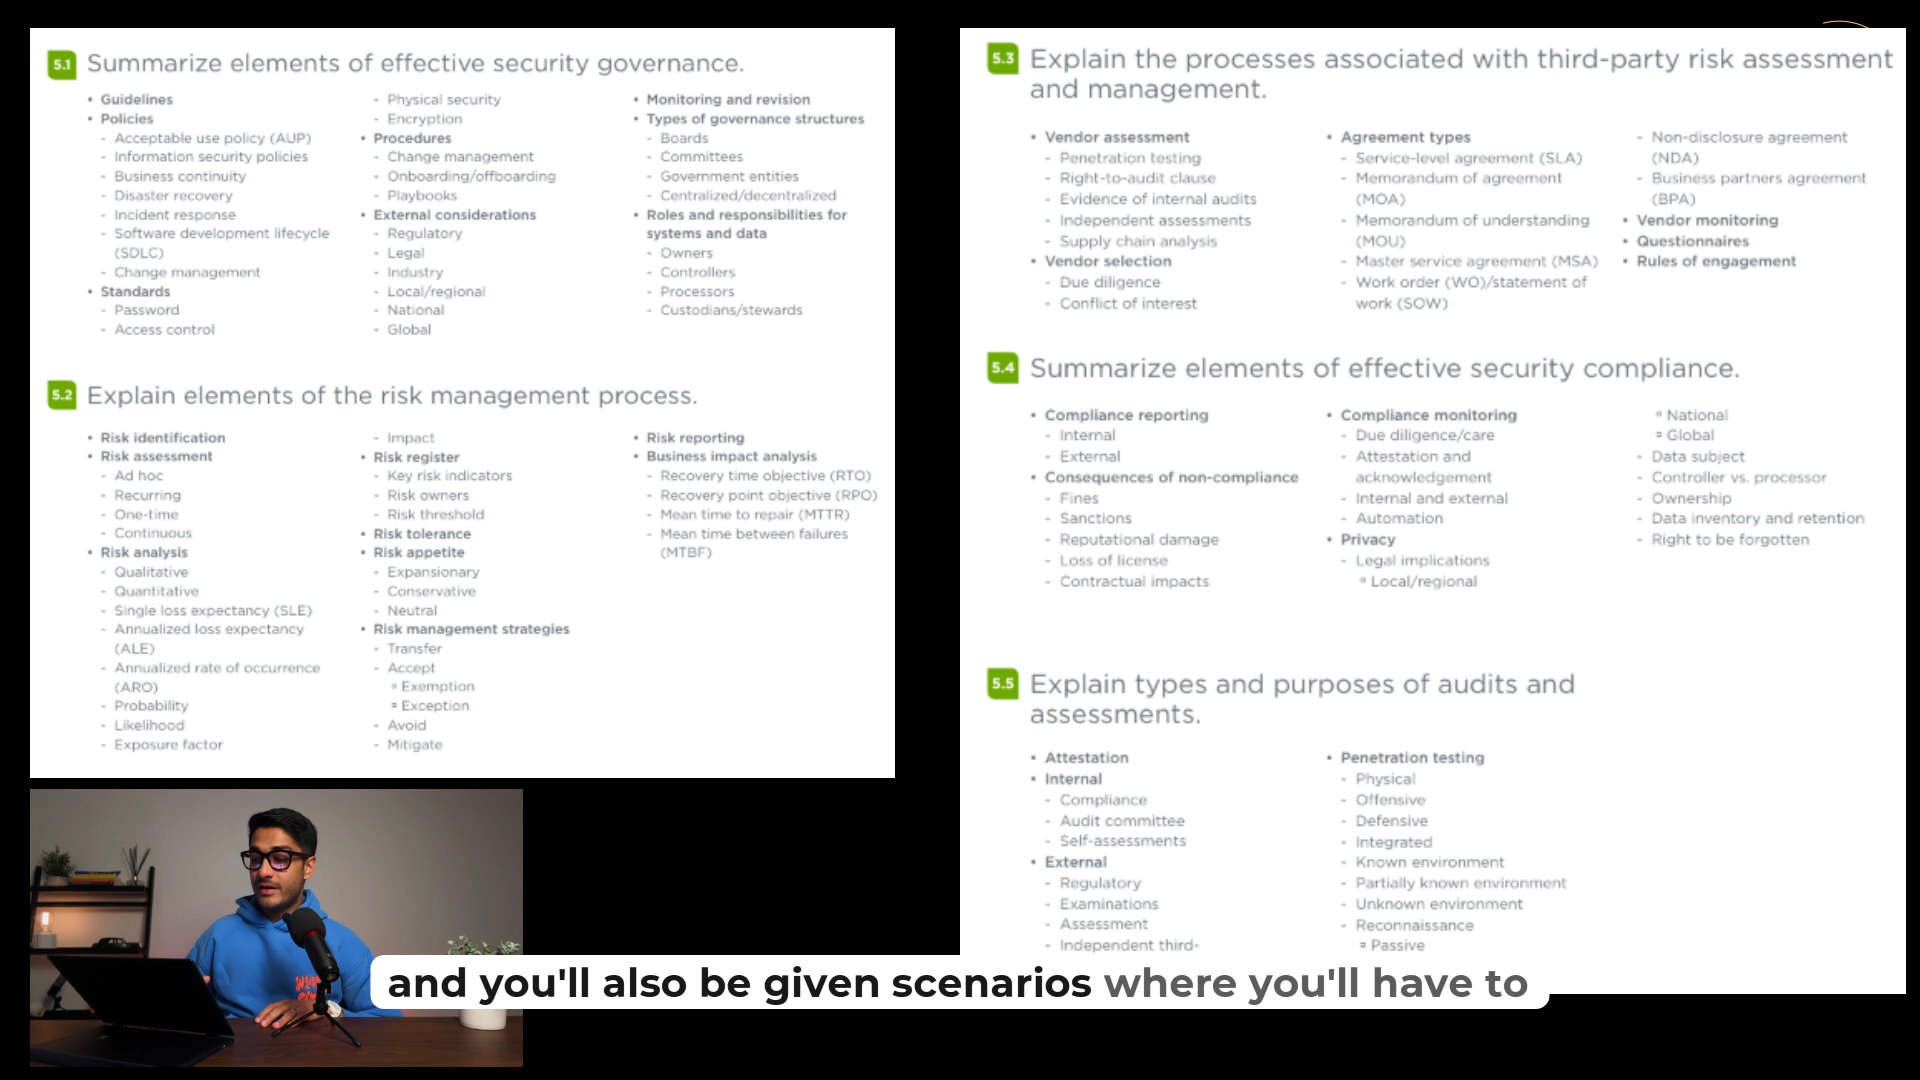 5.1 Summarize elements of effective security governance.
• Guidelines
• Policies
- Acceptable use policy (AUP)
- Information security policies
- Business continuity
- Disaster recovery
- Incident response
- Software development lifecycle
(SDLC)
- Change management
• Standards
- Password
- Access control
- Physical security
- Encryption
• Procedures
- Change management
- Onboarding/offboarding
- Playbooks
• External considerations
- Regulatory
- Legal
- Industry
- Local/regional
- National
- Global
• Monitoring and revision
• Types of governance structures
- Boards
- Committees
- Government entities
- Centralized/decentralized
• Roles and responsibilities for
systems and data
- Owners
- Controllers
- Processors
- Custodians/stewards
5.2 Explain elements of the risk management process.
• Risk identification
• Risk assessment
- Ad hoc
- Recurring
- One-time
- Continuous
• Risk analysis
- Qualitative
- Quantitative
- Single loss expectancy (SLE)
- Annualized loss expectancy
(ALE)
- Annualized rate of occurrence
(ARO)
- Probability
- Likelihood
- Exposure factor
- Impact
• Risk register
- Key risk indicators
- Risk owners
- Risk threshold
• Risk tolerance
• Risk appetite
- Expansionary
- Conservative
- Neutral
• Risk management strategies
- Transfer
- Accept
▫ Exemption
▫ Exception
- Avoid
- Mitigate
• Risk reporting
• Business impact analysis
- Recovery time objective (RTO)
- Recovery point objective (RPO)
- Mean time to repair (MTTR)
- Mean time between failures
(MTBF)
5.3 Explain the processes associated with third-party risk assessment
and management.
• Vendor assessment
- Penetration testing
- Right-to-audit clause
- Evidence of internal audits
- Independent assessments
- Supply chain analysis
• Vendor selection
- Due diligence
- Conflict of interest
• Agreement types
- Service-level agreement (SLA)
- Memorandum of agreement
(MOA)
- Memorandum of understanding
(MOU)
- Master service agreement (MSA)
- Work order (WO)/statement of
work (SOW)
- Non-disclosure agreement
(NDA)
- Business partners agreement
(BPA)
• Vendor monitoring
• Questionnaires
• Rules of engagement
5.4 Summarize elements of effective security compliance.
• Compliance reporting
- Internal
- External
• Consequences of non-compliance
- Fines
- Sanctions
- Reputational damage
- Loss of license
- Contractual impacts
• Compliance monitoring
- Due diligence/care
- Attestation and
acknowledgement
- Internal and external
- Automation
• Privacy
- Legal implications
▫ Local/regional
▫ National
▫ Global
- Data subject
- Controller vs. processor
- Ownership
- Data inventory and retention
- Right to be forgotten
5.5 Explain types and purposes of audits and
assessments.
• Attestation
• Internal
- Compliance
- Audit committee
- Self-assessments
• External
- Regulatory
- Examinations
- Assessment
- Independent third-
• Penetration testing
- Physical
- Offensive
- Defensive
- Integrated
- Known environment
- Partially known environment
- Unknown environment
- Reconnaissance
▫ Passive
and you'll also be given scenarios where you'll have to